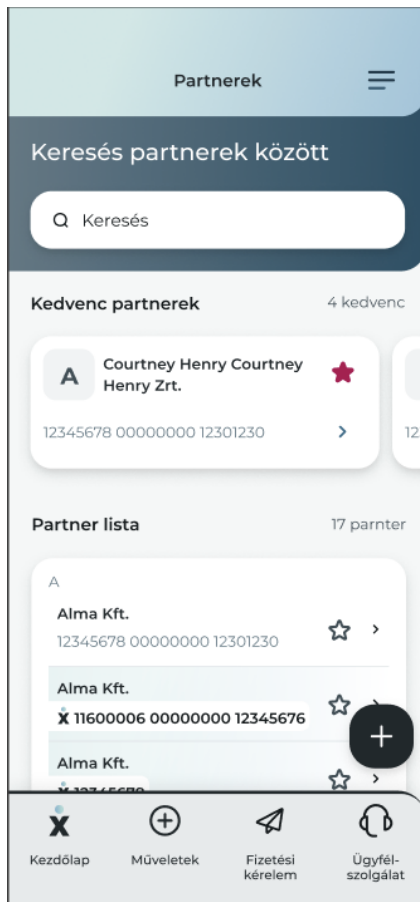 Partnerek
Keresés partnerek között
Keresés
Kedvenc partnerek
4 kedvenc
A
Courtney Henry Courtney
Henry Zrt.
12345678 00000000 12301230
Partner lista
17 parnter
A
Alma Kft.
12345678 00000000 12301230
Alma Kft.
11600006 00000000 12345676
Alma Kft.
Kezdőlap
Műveletek
Fizetési
kérelem
Ügyfél-
szolgálat